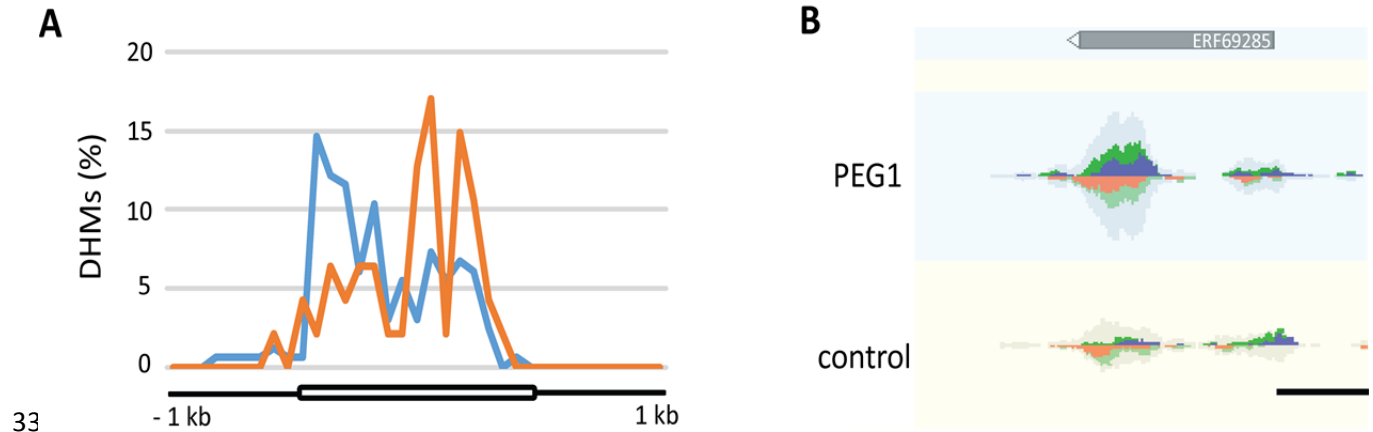 A
B
20
15
10
5
0
DHMs (%)
- 1 kb
1 kb
33
ERF69285
PEG1
control